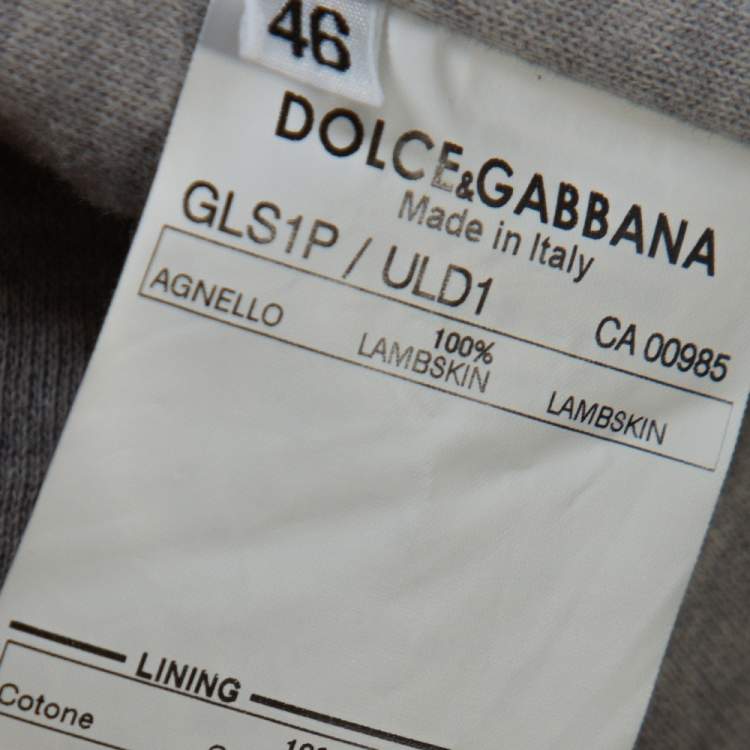 46
DOLCE&GABBANA
Made in Italy
GLS1P / ULD1
CA 00985
100%
AGNELLO LAMBSKIN LAMBSKIN
LINING
Cotone